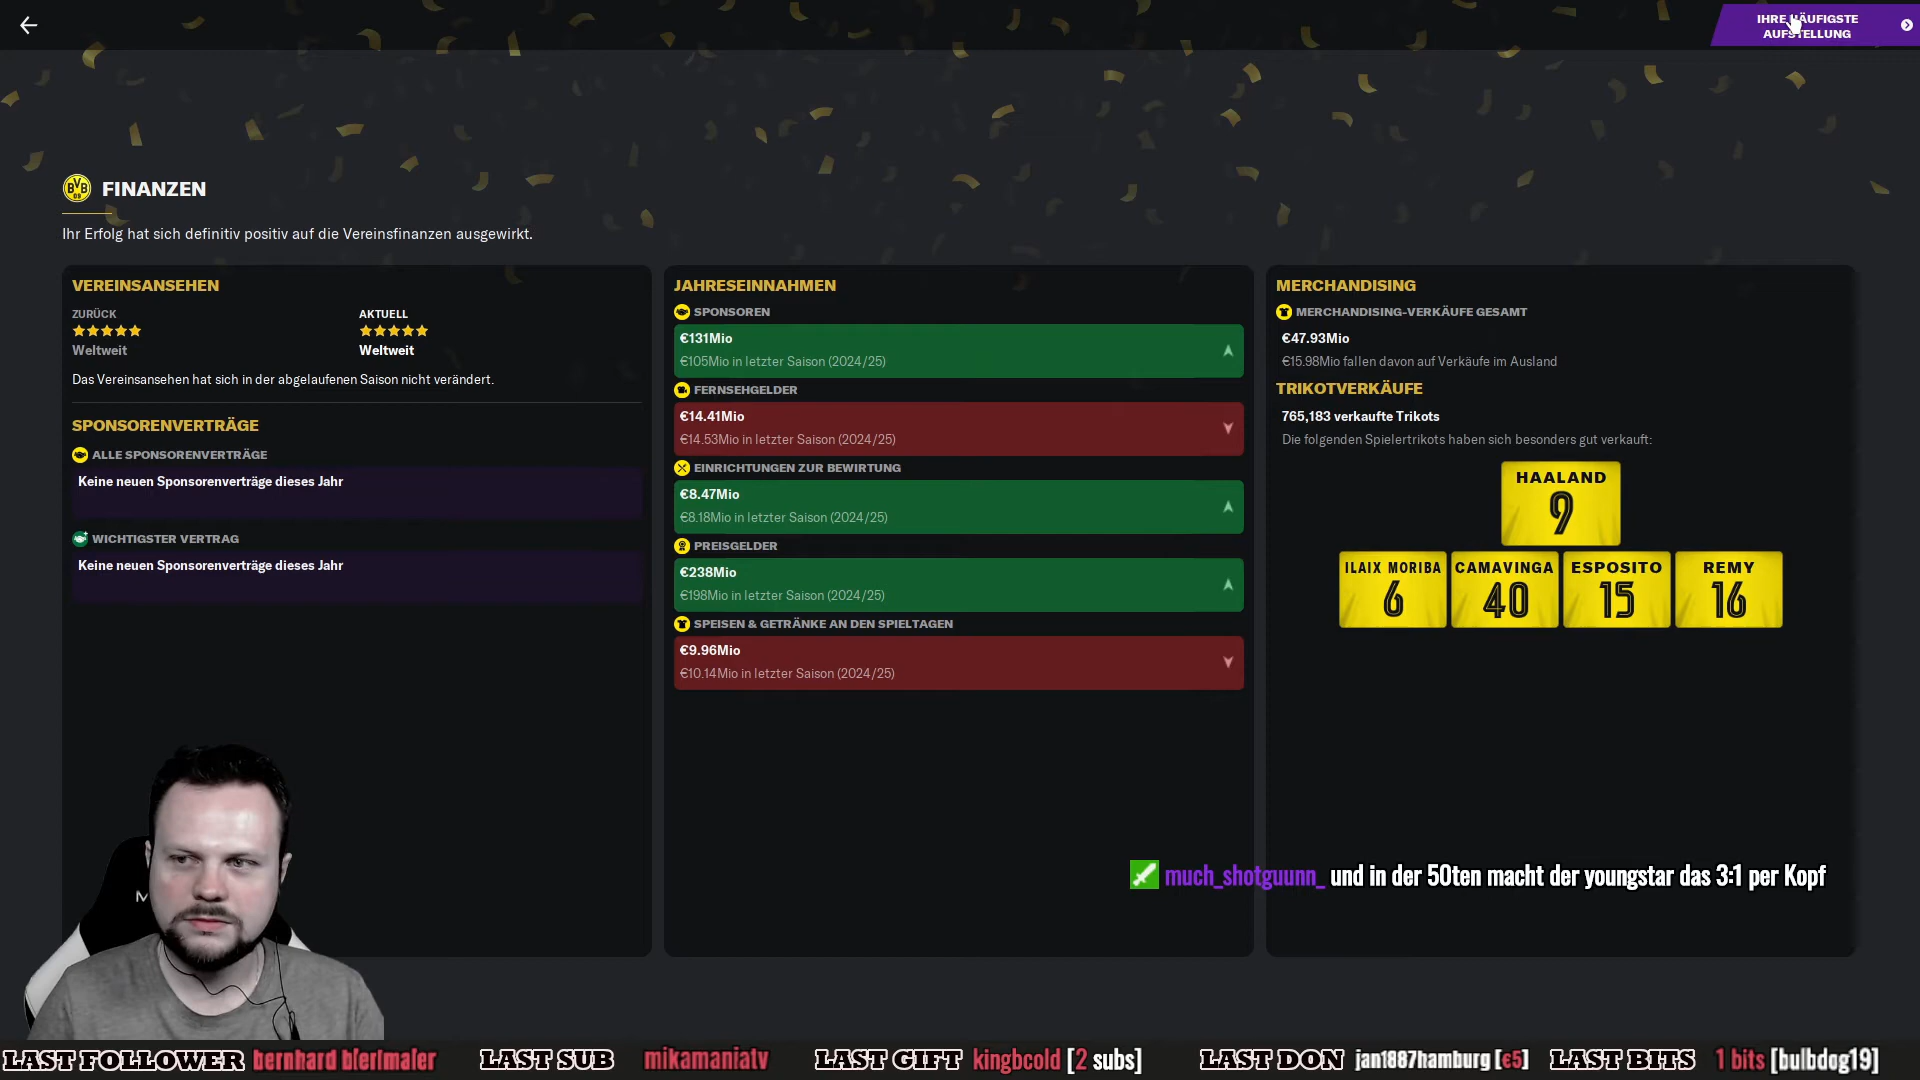 IHRE HÄUFIGSTE
AUFSTELLUNG
BVB
09
FINANZEN
Ihr Erfolg hat sich definitiv positiv auf die Vereinsfinanzen ausgewirkt.
VEREINSANSEHEN
ZURÜCK
AKTUELL
Weltweit
Weltweit
Das Vereinsansehen hat sich in der abgelaufenen Saison nicht verändert.
SPONSORENVERTRÄGE
ALLE SPONSORENVERTRÄGE
Keine neuen Sponsorenverträge dieses Jahr
WICHTIGSTER VERTRAG
Keine neuen Sponsorenverträge dieses Jahr
JAHRESEINNAHMEN
SPONSOREN
€131Mio
€105Mio in letzter Saison (2024/25)
FERNSEHGELDER
€14.41Mio
€14.53Mio in letzter Saison (2024/25)
EINRICHTUNGEN ZUR BEWIRTUNG
€8.47Mio
€8.18Mio in letzter Saison (2024/25)
PREISGELDER
€238Mio
€198Mio in letzter Saison (2024/25)
SPEISEN & GETRÄNKE AN DEN SPIELTAGEN
€9.96Mio
€10.14Mio in letzter Saison (2024/25)
MERCHANDISING
MERCHANDISING-VERKÄUFE GESAMT
€47.93Mio
€15.98Mio fallen davon auf Verkäufe im Ausland
TRIKOTVERKÄUFE
765,183 verkaufte Trikots
Die folgenden Spielertrikots haben sich besonders gut verkauft:
HAALAND
9
ILAIX MORIBA
6
CAMAVINGA
40
ESPOSITO
15
REMY
16
much_shotguunn_ und in der 50ten macht der youngstar das 3:1 per Kopf
LAST FOLLOWER bernhard bierlmaier
LAST SUB mikamaniatv
LAST GIFT kingbcold [2 subs]
LAST DON jan1887hamburg [€5]
LAST BITS 1 bits [bulbdog19]